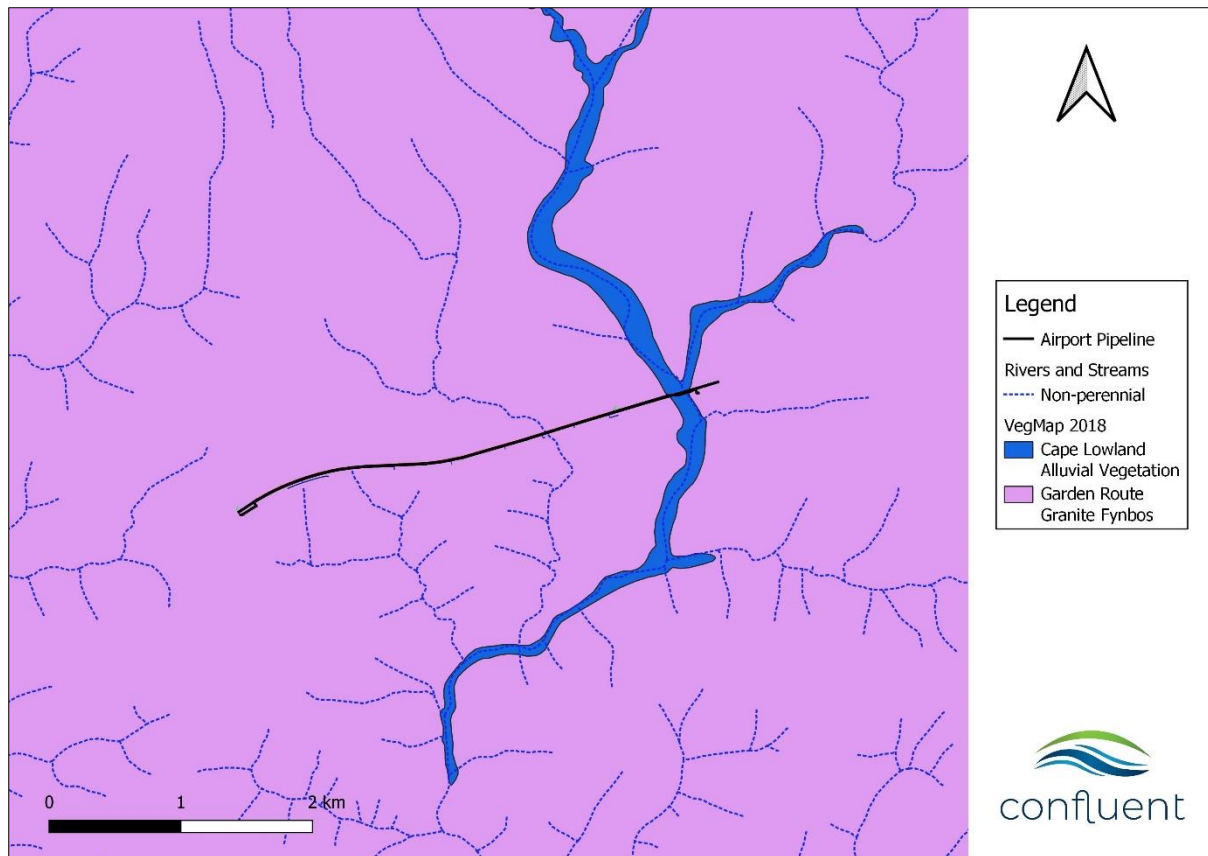 Legend
Airport Pipeline
Rivers and Streams
Non-perennial
VegMap 2018
Cape Lowland
Alluvial Vegetation
Garden Route
Granite Fynbos
0 1 2 km
confluent